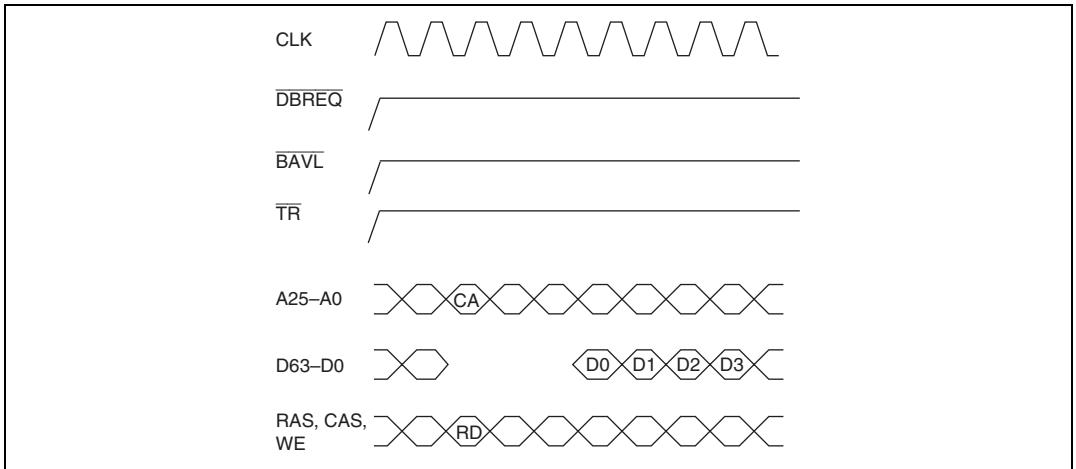 CLK
DBREQ
BAVL
TR
A25–A0
CA
D63–D0
D0 D1 D2 D3
RAS, CAS,
WE
RD